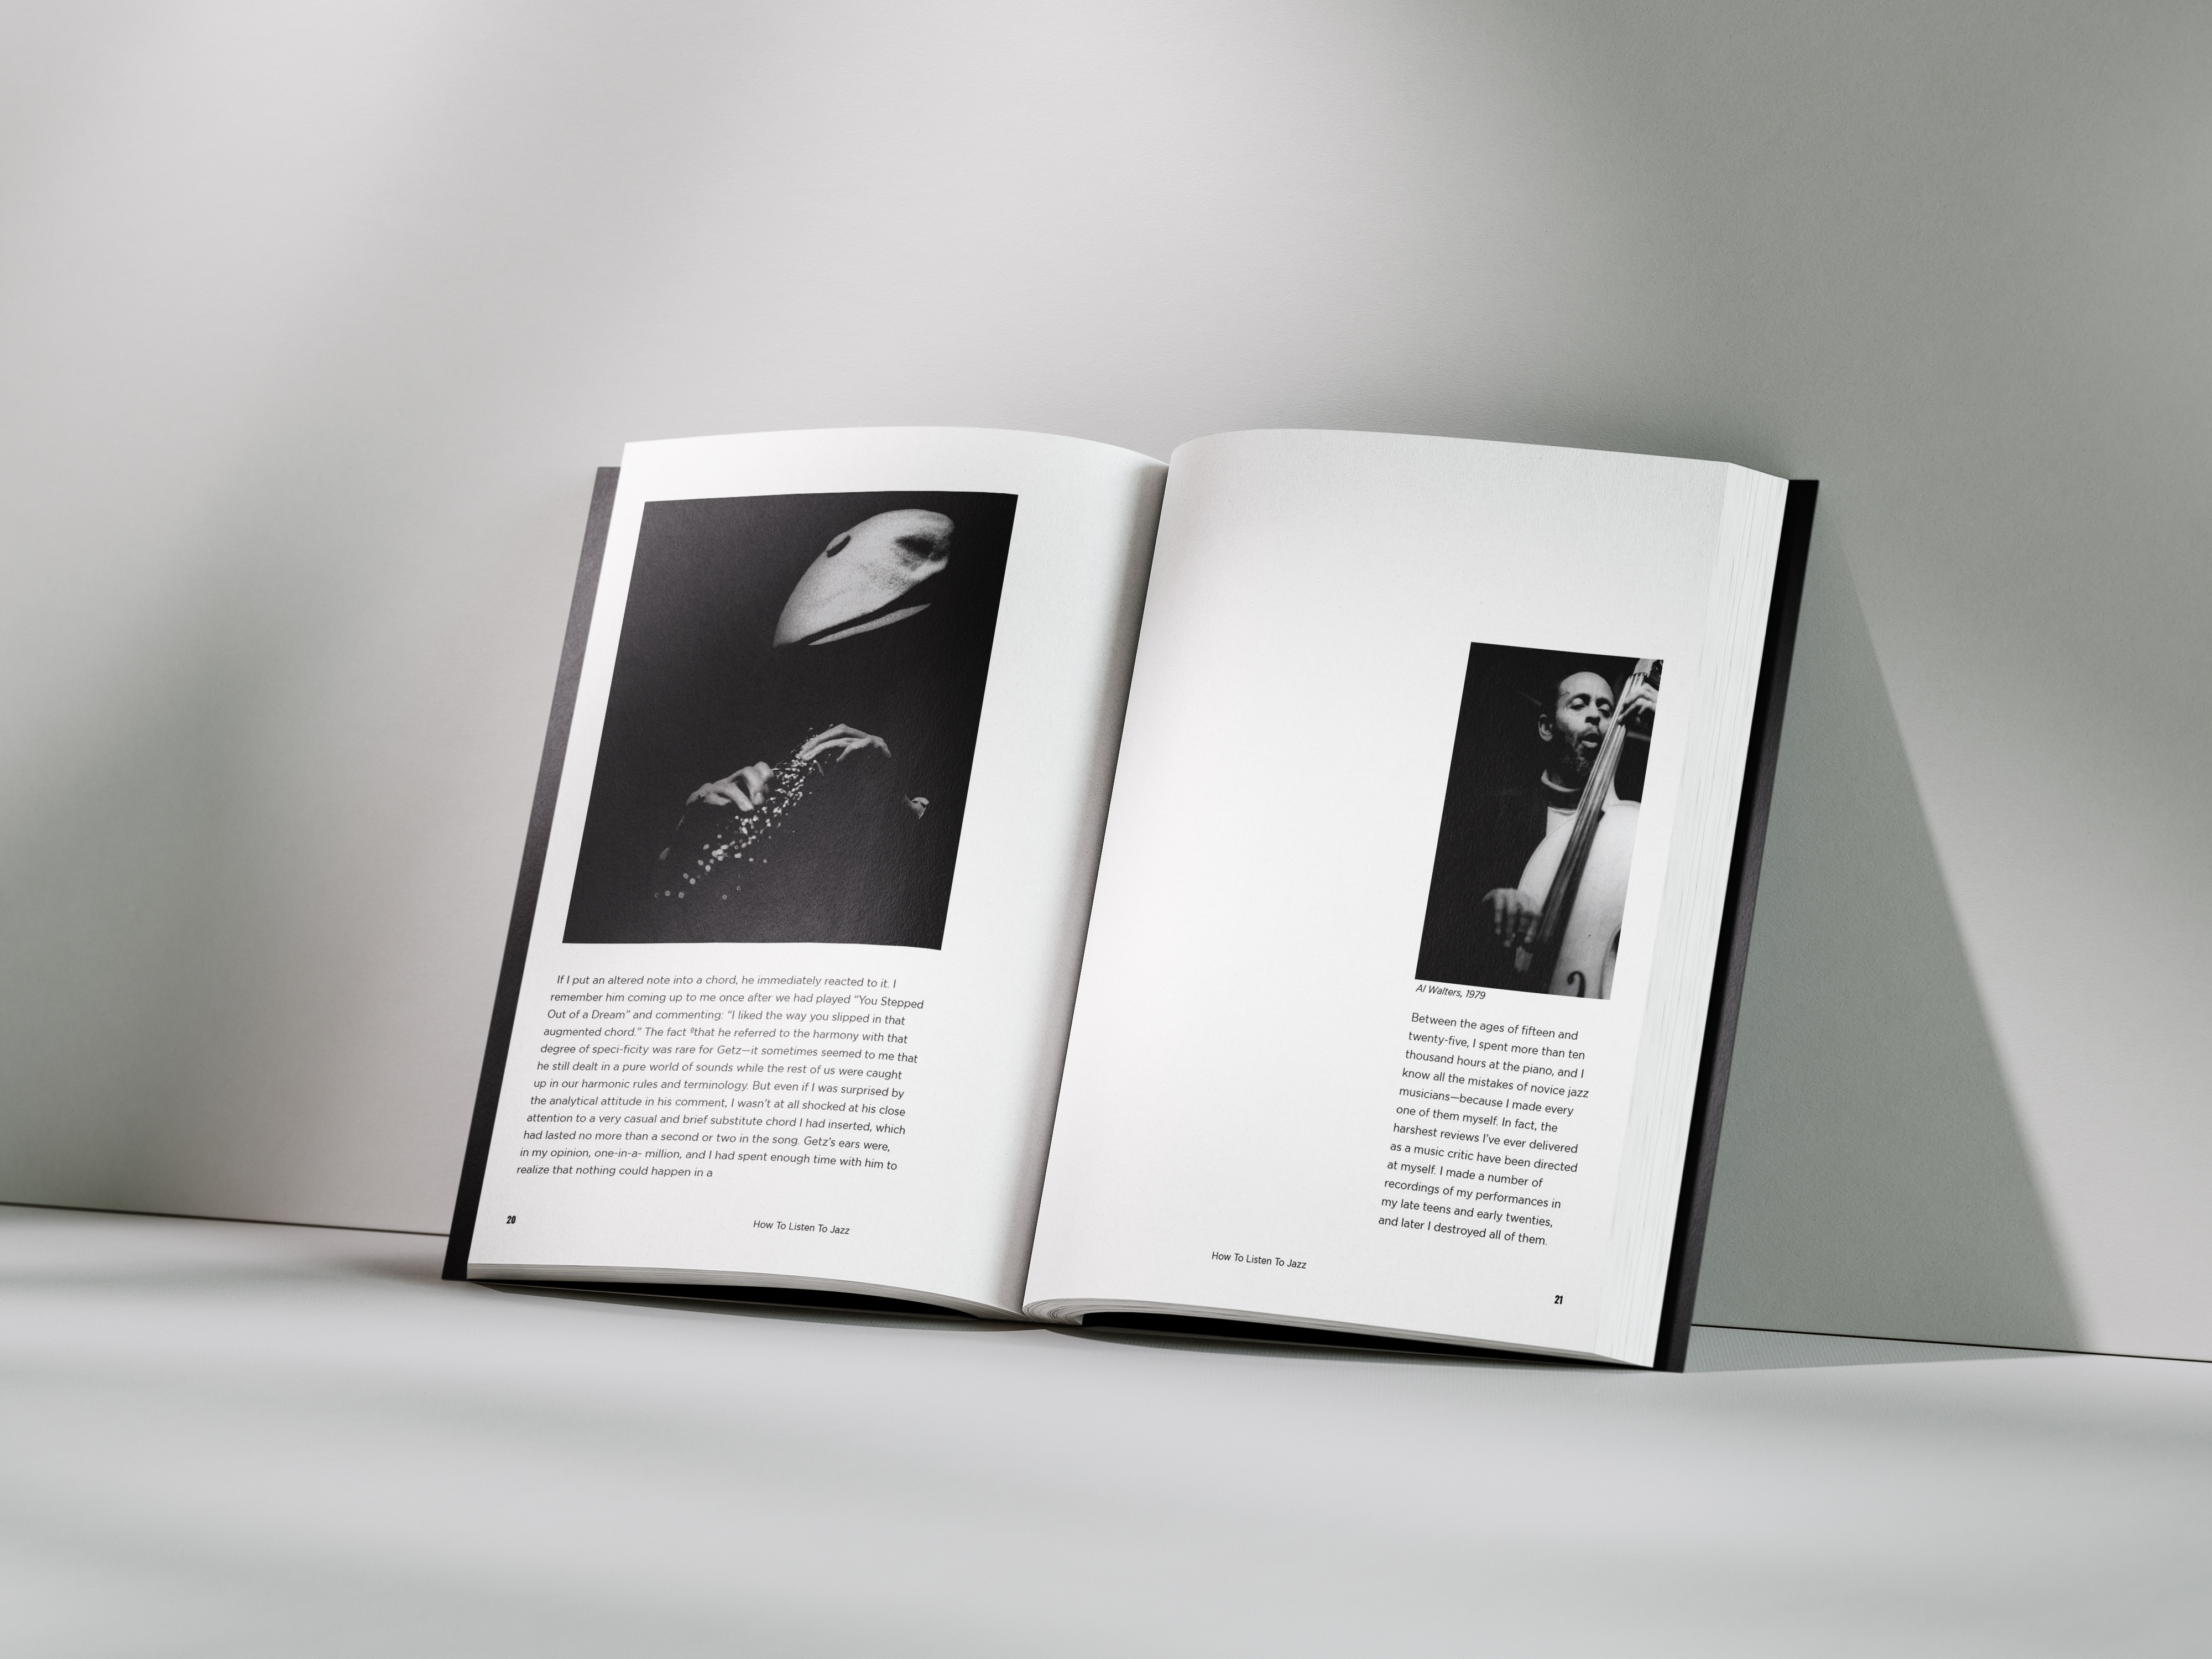 If I put an altered note into a chord, he immediately reacted to it. I
remember him coming up to me once after we had played “You Stepped
Out of a Dream” and commenting: “I liked the way you slipped in that
augmented chord.” The fact ªthat he referred to the harmony with that
degree of speci-ficity was rare for Getz—it sometimes seemed to me that
he still dealt in a pure world of sounds while the rest of us were caught
up in our harmonic rules and terminology. But even if I was surprised by
the analytical attitude in his comment, I wasn’t at all shocked at his close
attention to a very casual and brief substitute chord I had inserted, which
had lasted no more than a second or two in the song. Getz’s ears were,
in my opinion, one-in-a- million, and I had spent enough time with him to
realize that nothing could happen in a
20
How To Listen To Jazz
Al Walters, 1979
Between the ages of fifteen and
twenty-five, I spent more than ten
thousand hours at the piano, and I
know all the mistakes of novice jazz
musicians—because I made every
one of them myself. In fact, the
harshest reviews I’ve ever delivered
as a music critic have been directed
at myself. I made a number of
recordings of my performances in
my late teens and early twenties,
and later I destroyed all of them.
How To Listen To Jazz
21